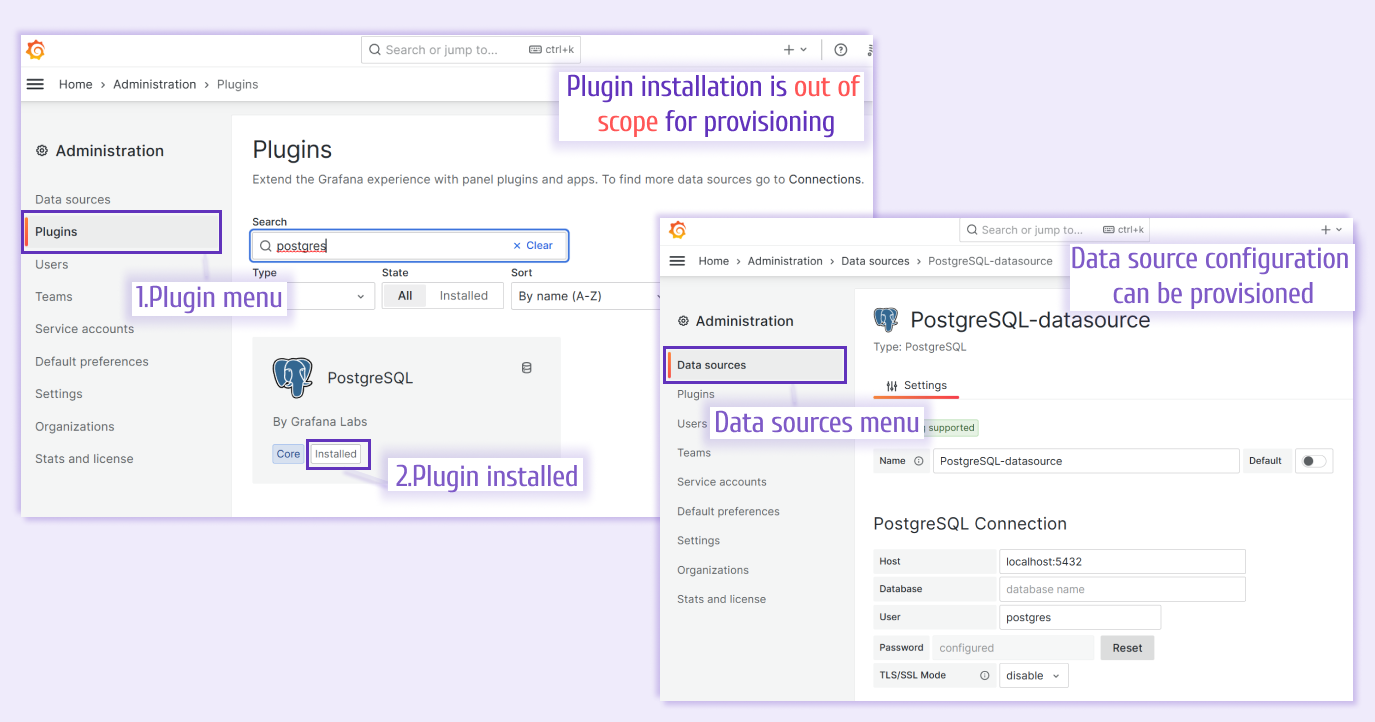 Search or jump to...
ctrl+k
Home > Administration > Plugins
Plugin installation is out of
scope for provisioning
Administration
Data sources
Plugins
Users
Teams
Service accounts
Default preferences
Settings
Organizations
Stats and license
1.Plugin menu
Plugins
Extend the Grafana experience with panel plugins and apps. To find more data sources go to Connections.
Search
postgres
× Clear
Type
State
Sort
All
Installed
By name (A-Z)
PostgreSQL
By Grafana Labs
Core
Installed
2.Plugin installed
Search or jump to...
ctrl+k
Home > Administration > Data sources > PostgreSQL-datasource
Data source configuration
can be provisioned
Administration
Data sources
Plugins
Users
Teams
Service accounts
Default preferences
Settings
Organizations
Stats and license
Data sources menu
PostgreSQL-datasource
Type: PostgreSQL
Settings
supported
Name
PostgreSQL-datasource
Default
PostgreSQL Connection
Host
localhost:5432
Database
database name
User
postgres
Password
configured
Reset
TLS/SSL Mode
disable